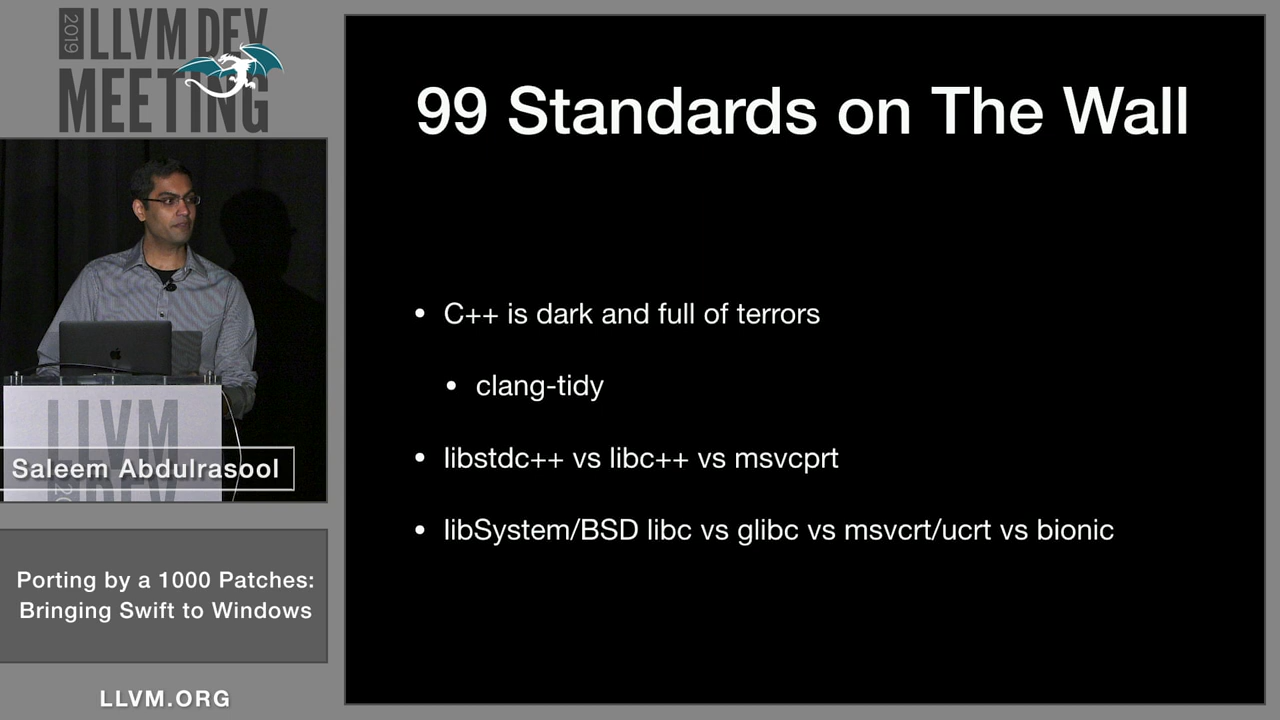 2019
LLVM DEV
MEETING
99 Standards on The Wall
• C++ is dark and full of terrors
• clang-tidy
• libstdc++ vs libc++ vs msvcprt
• libSystem/BSD libc vs glibc vs msvcrt/ucrt vs bionic
LLVM
Saleem Abdulrasool
DEV
Porting by a 1000 Patches:
Bringing Swift to Windows
LLVM.ORG